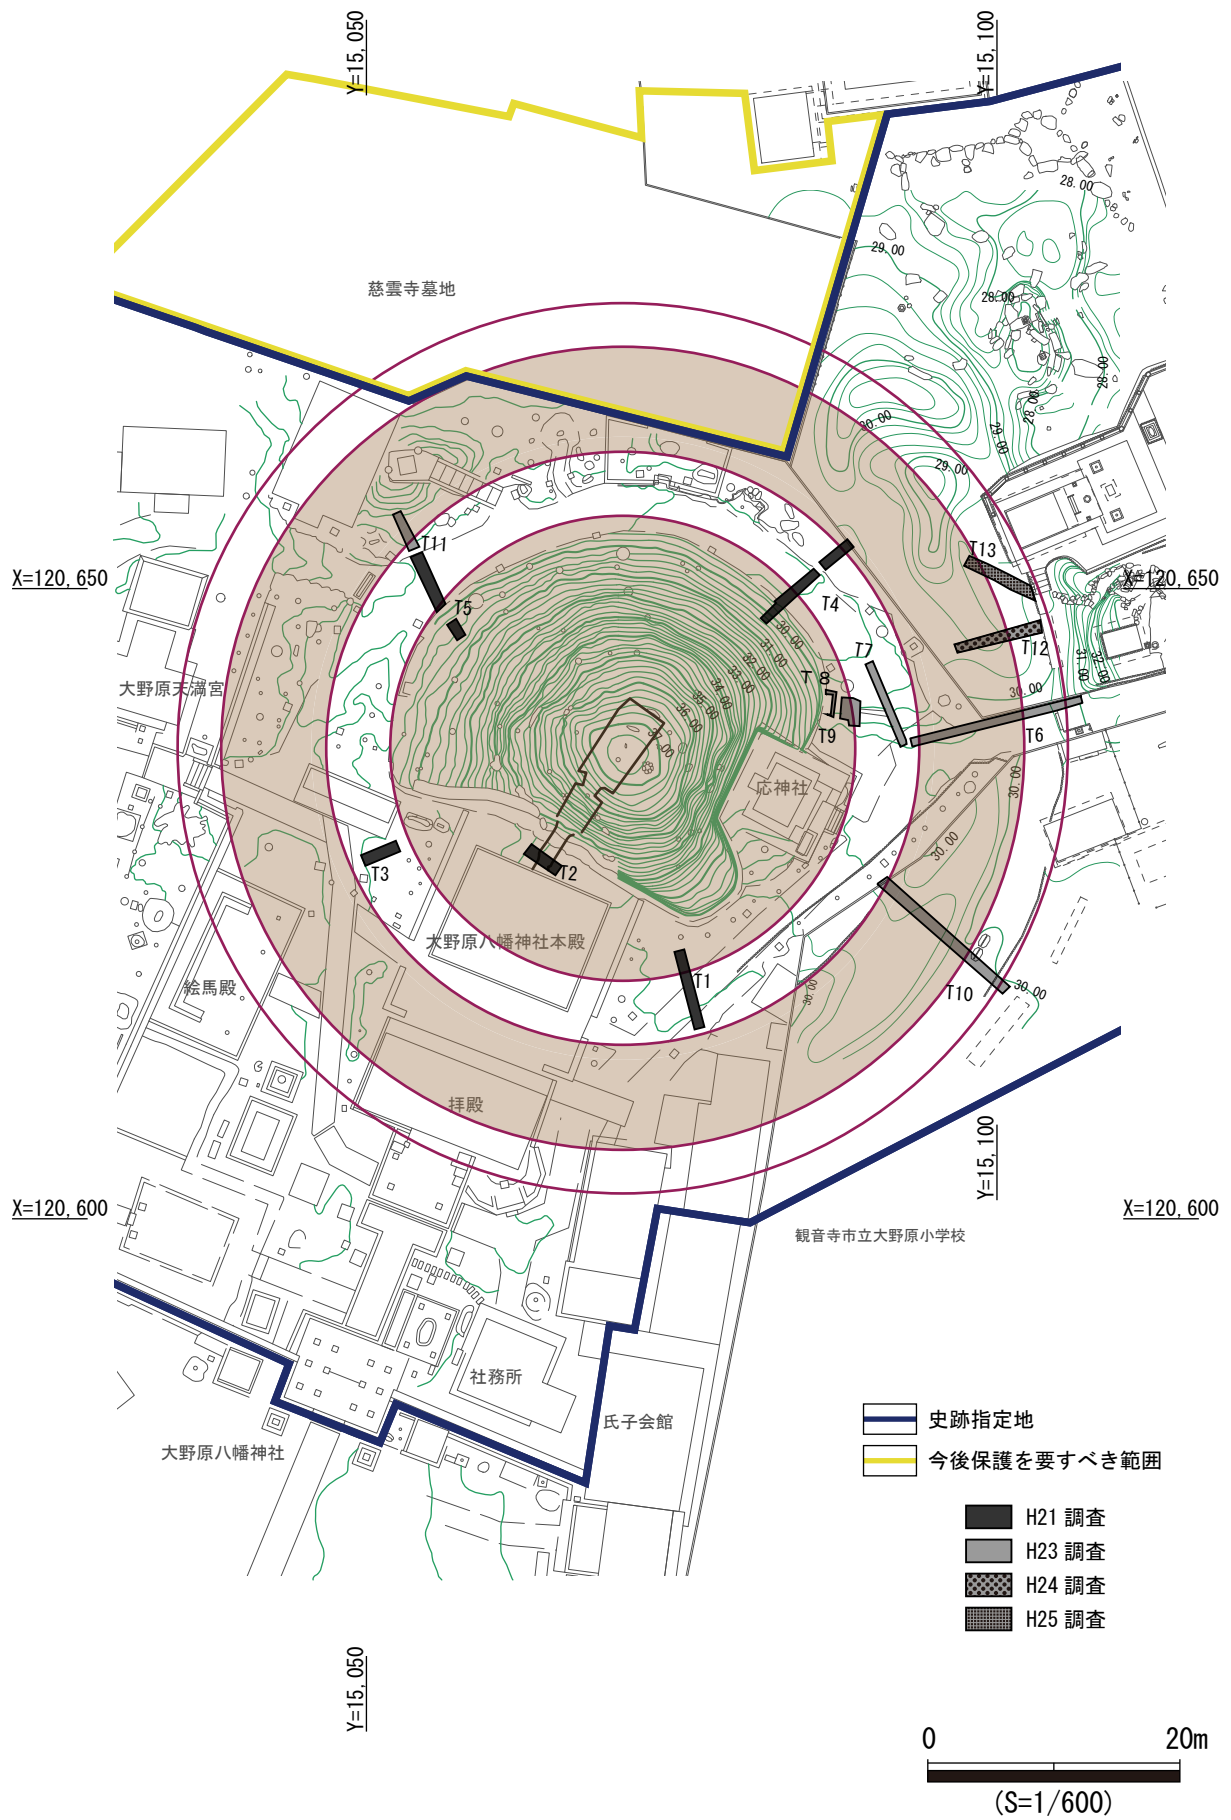 Y=15,050
Y=15,100
28.00
29.00
慈雲寺墓地
28.00
28.00
28.00
30.00
29.00
29.00
T11
T13
X=120,650
X=120,650
T5
T4
30.00
T12
31.00
T7
32.00
31.00
32.00
33.00
大野原天満宮
T8
34.00
30.00
35.00
36.00
T9
T6
37.00
応神社
30.00
30.00
T3
T2
大野原八幡神社本殿
絵馬殿
T1
T10
30.00
30.00
拝殿
Y=15,100
X=120,600
X=120,600
観音寺市立大野原小学校
社務所
氏子会館
史跡指定地
大野原八幡神社
今後保護を要すべき範囲
H21 調査
H23 調査
H24 調査
H25 調査
Y=15,050
0 20m
(S=1/600)